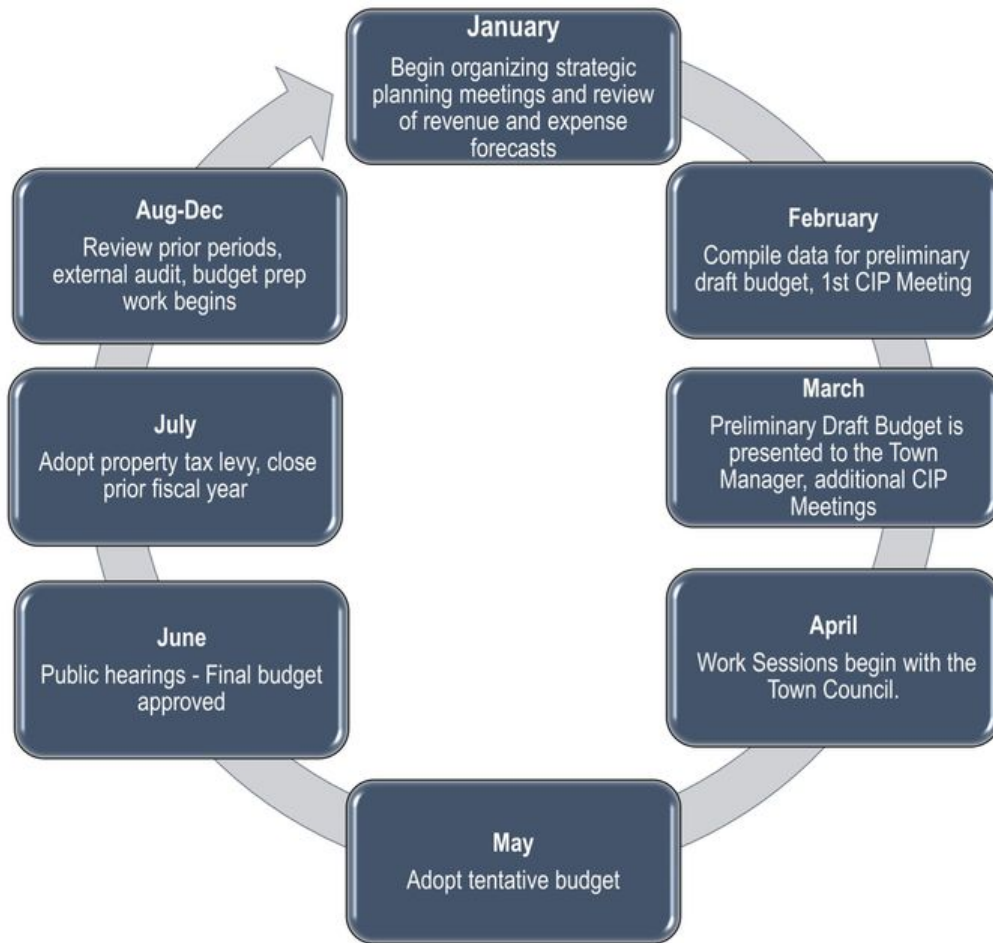 January
Begin organizing strategic
planning meetings and review
of revenue and expense
forecasts
February
Compile data for preliminary
draft budget, 1st CIP Meeting
March
Preliminary Draft Budget is
presented to the Town
Manager, additional CIP
Meetings
April
Work Sessions begin with the
Town Council.
May
Adopt tentative budget
June
Public hearings - Final budget
approved
July
Adopt property tax levy, close
prior fiscal year
Aug-Dec
Review prior periods,
external audit, budget prep
work begins